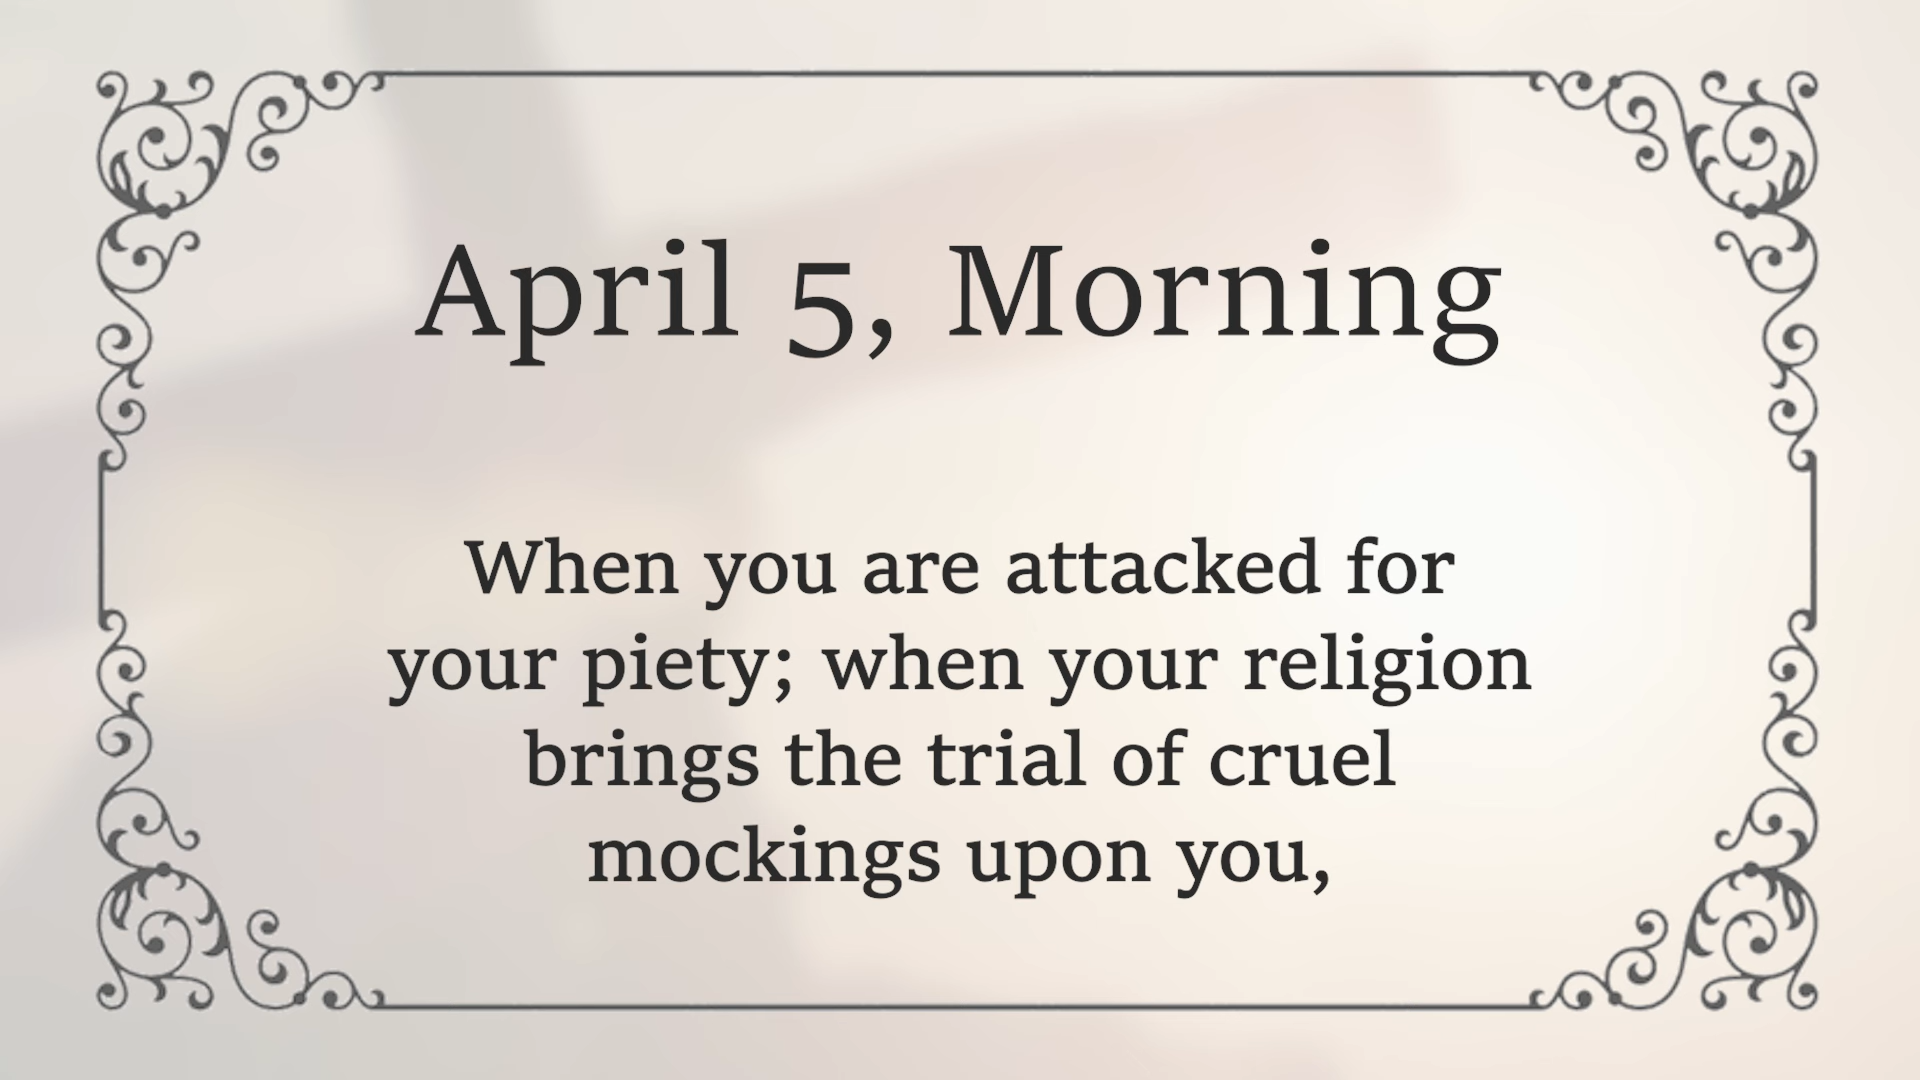 April 5, Morning
When you are attacked for
your piety; when your religion
brings the trial of cruel
mockings upon you,